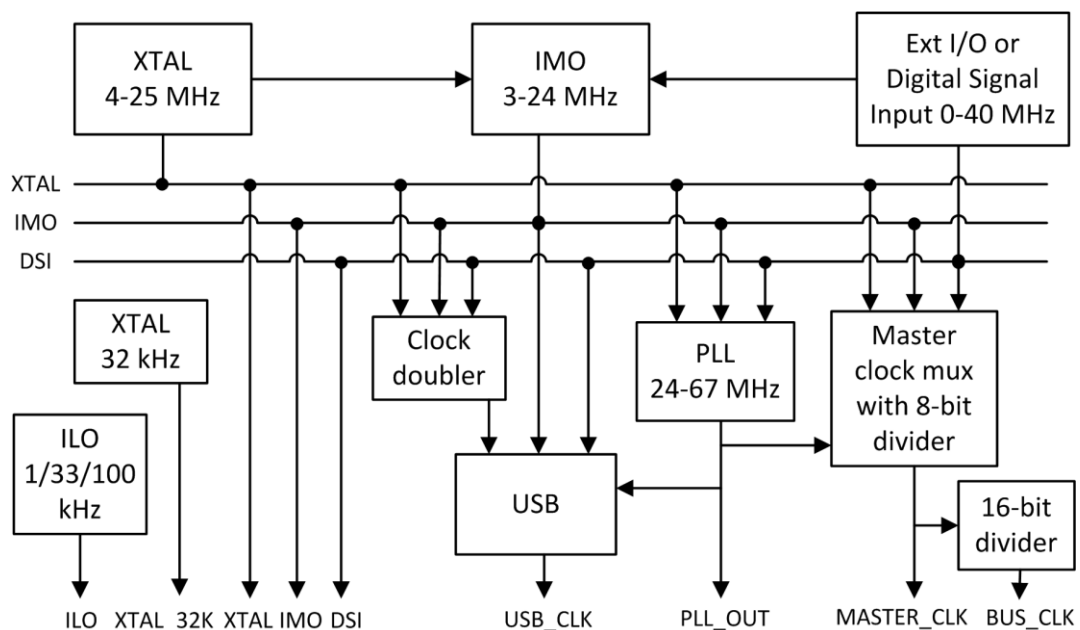 XTAL
4-25 MHz
IMO
3-24 MHz
Ext I/O or
Digital Signal
Input 0-40 MHz
XTAL
IMO
DSI
XTAL
32 kHz
Clock
doubler
PLL
24-67 MHz
Master
clock mux
with 8-bit
divider
ILO
1/33/100
kHz
USB
16-bit
divider
ILO XTAL 32K XTAL IMO DSI USB_CLK PLL_OUT MASTER_CLK BUS_CLK